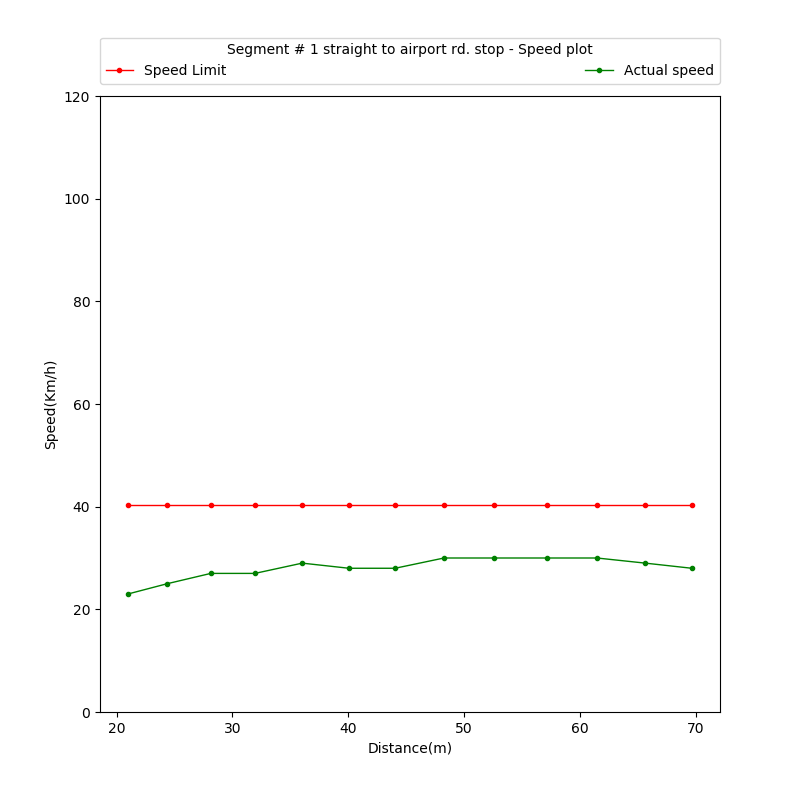 Segment # 1 straight to airport rd. stop - Speed plot
Speed Limit
Actual speed
120
100
80
60
40
20
0
Speed(Km/h)
20 30 40 50 60 70
Distance(m)